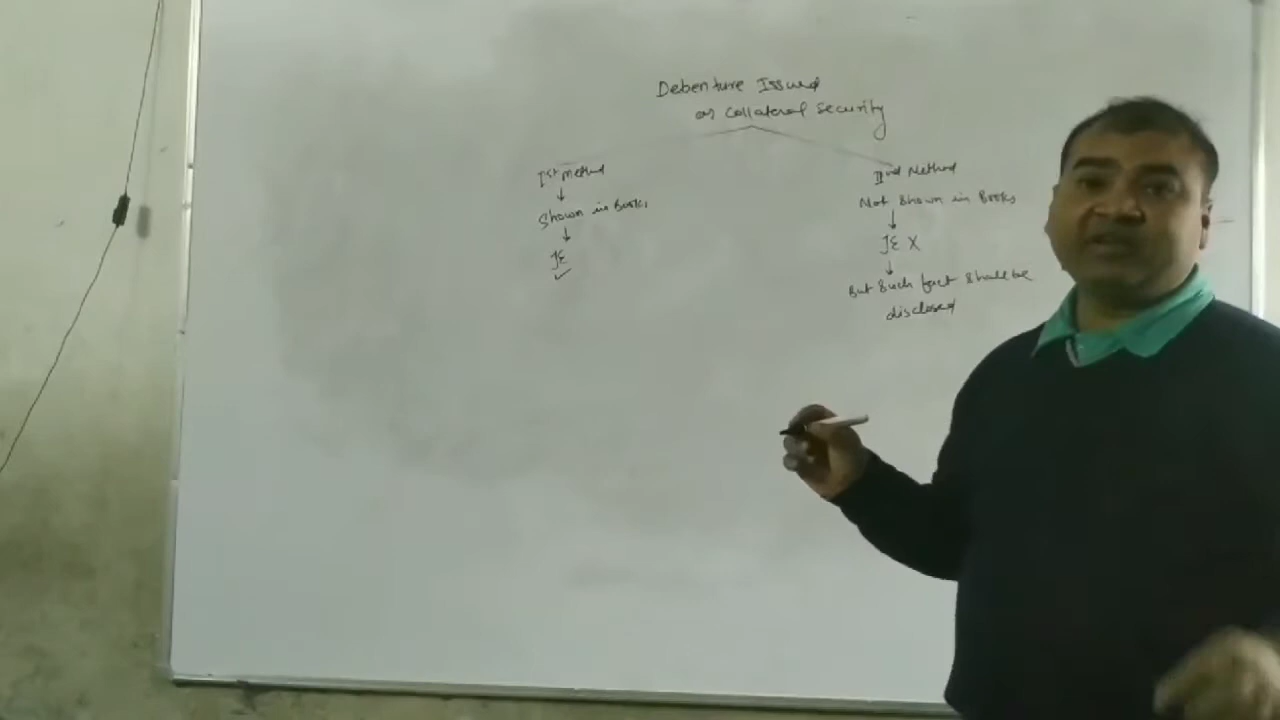 Debenture Issued
as Collateral Security
Ist Method
Shown in Books
JE
IInd Method
Not Shown in Books
JE X
But Such fact Should be
disclosed